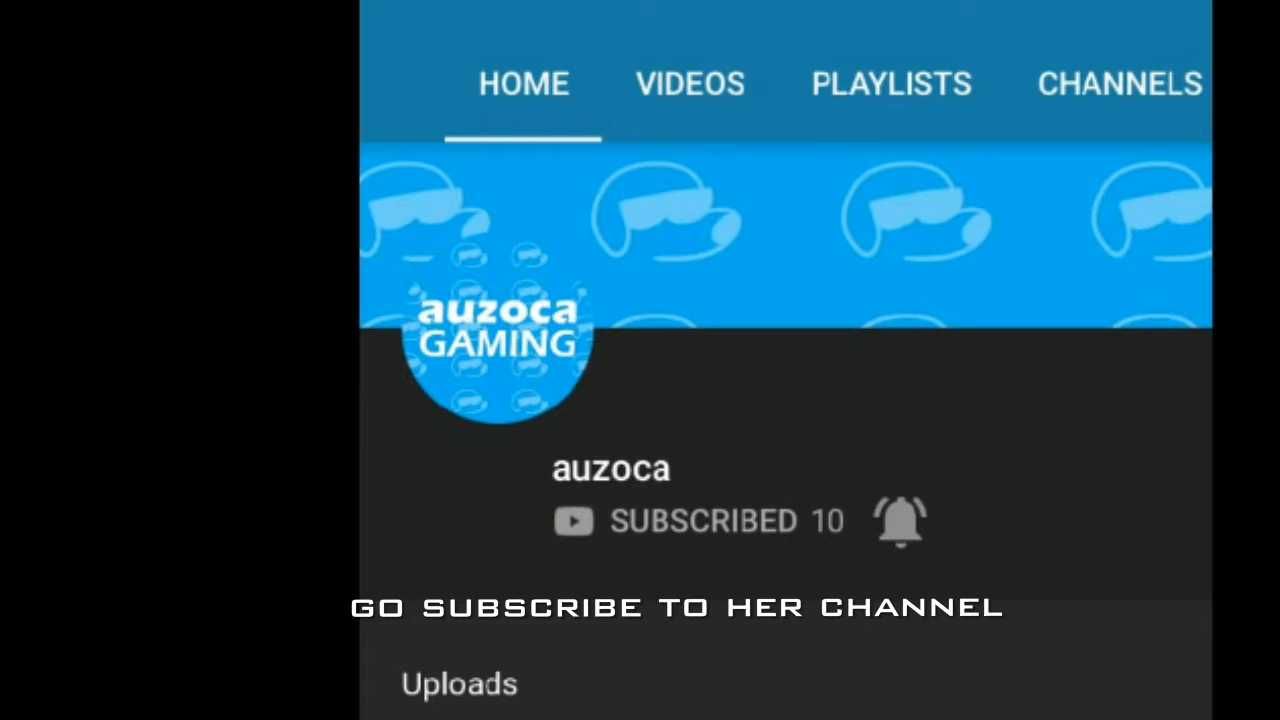 HOME VIDEOS PLAYLISTS CHANNELS
auzoca
GAMING
auzoca
SUBSCRIBED 10
GO SUBSCRIBE TO HER CHANNEL
Uploads